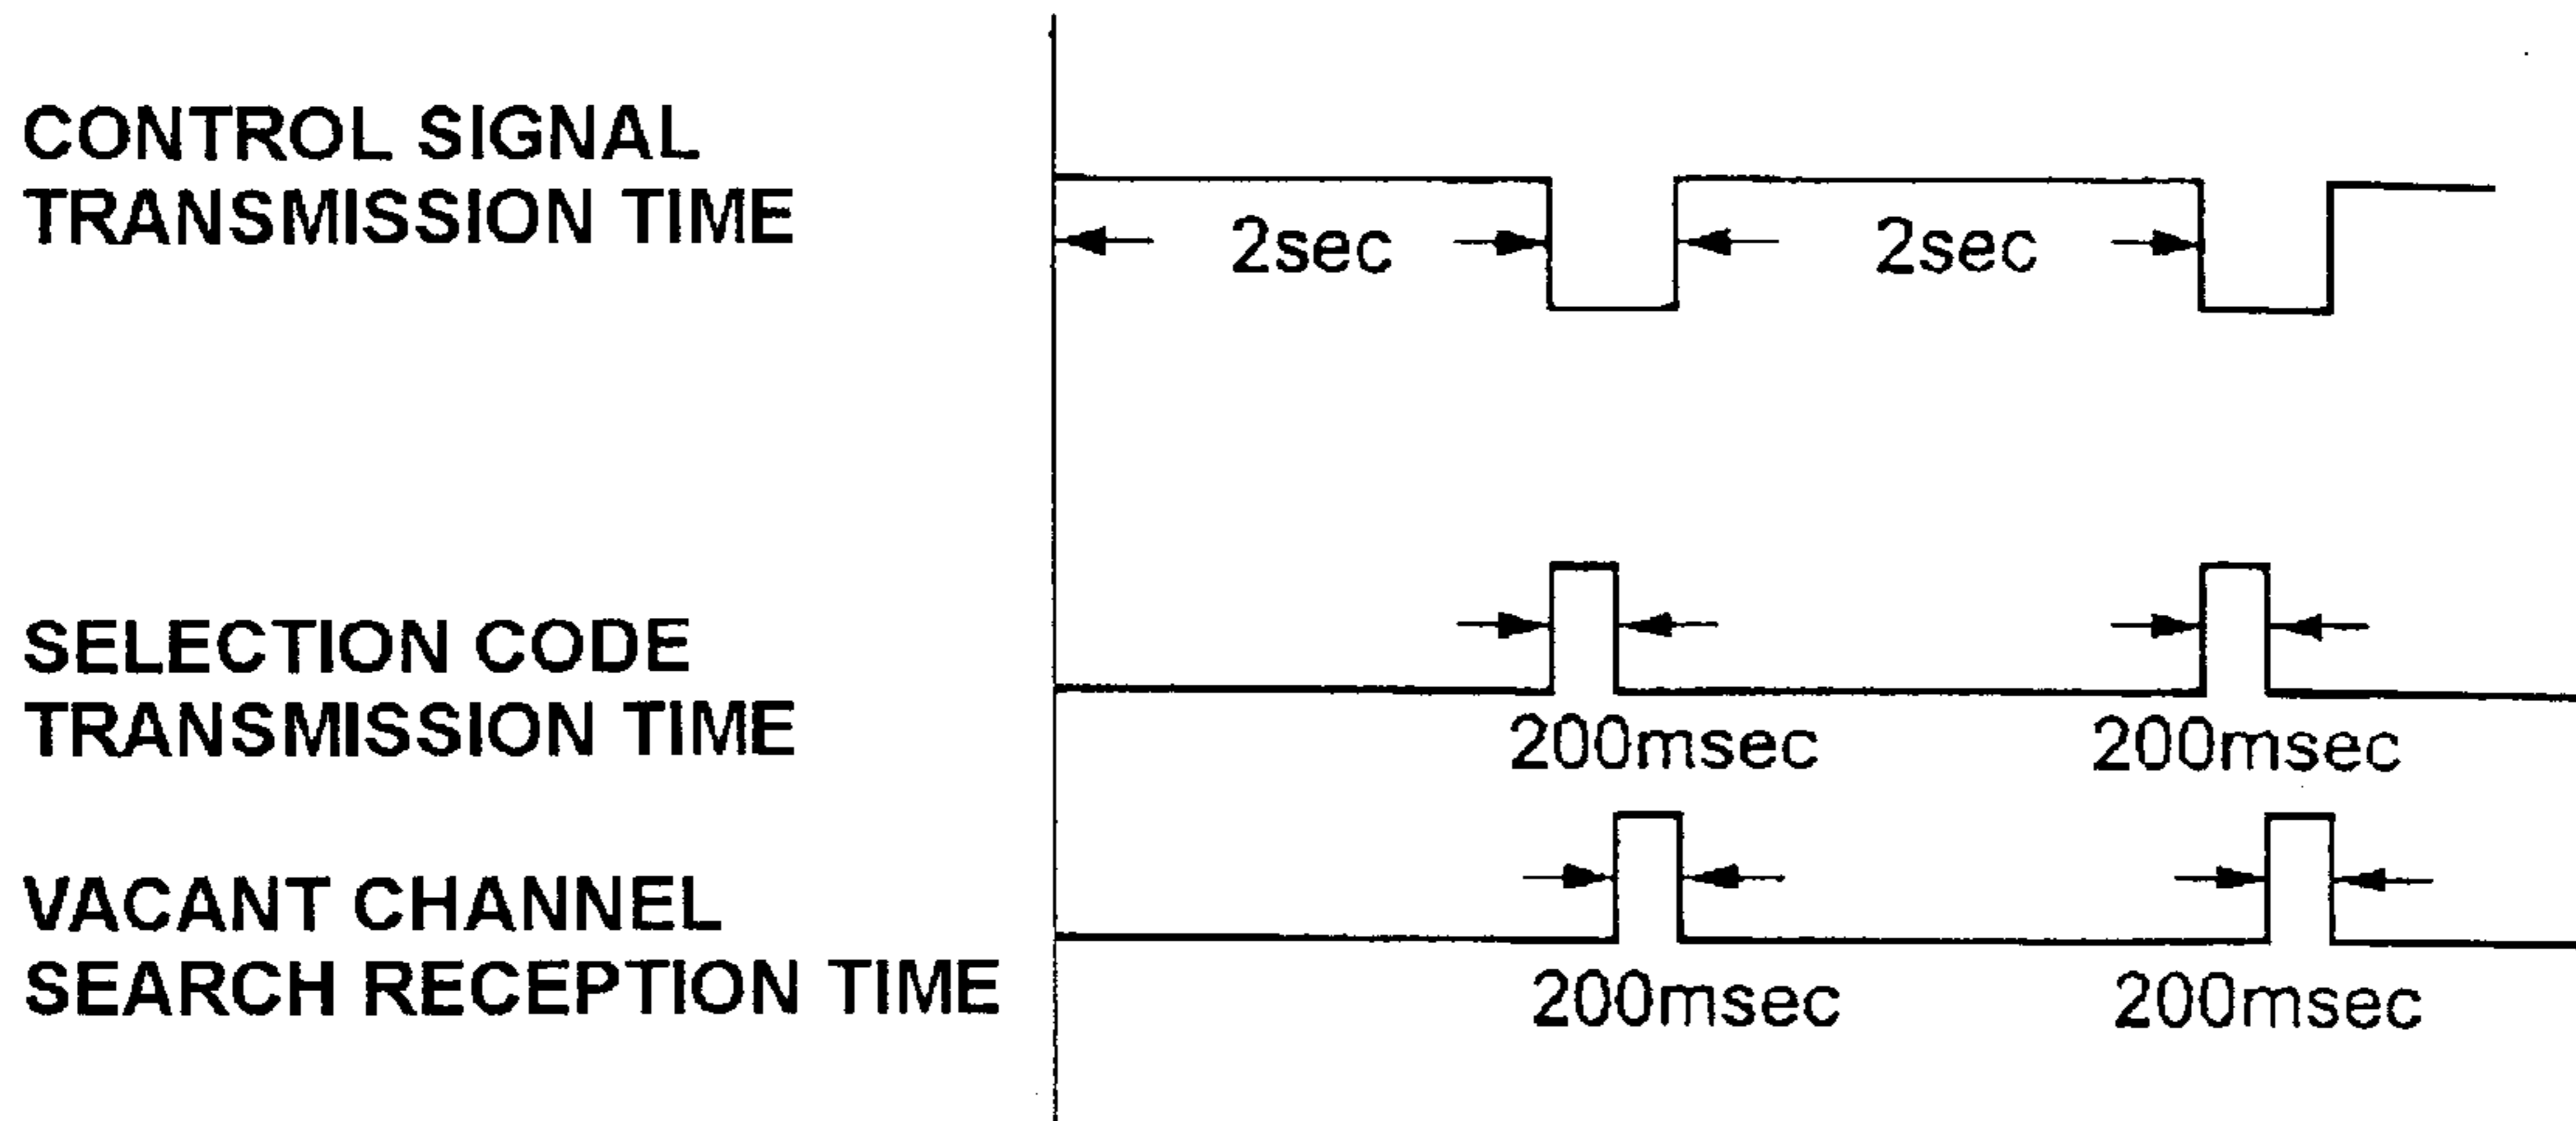 CONTROL SIGNAL
TRANSMISSION TIME
2sec
2sec
SELECTION CODE
TRANSMISSION TIME
200msec
200msec
VACANT CHANNEL
SEARCH RECEPTION TIME
200msec
200msec